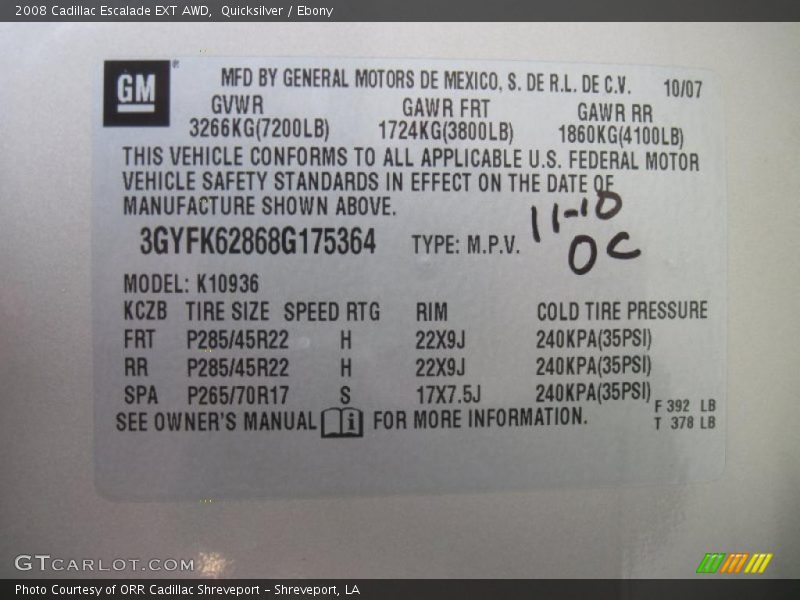 2008 Cadillac Escalade EXT AWD,  Quicksilver / Ebony
GM®
MFD BY GENERAL MOTORS DE MEXICO, S. DE R.L. DE C.V. 10/07
GVWR GAWR FRT GAWR RR
3266KG(7200LB) 1724KG(3800LB) 1860KG(4100LB)
THIS VEHICLE CONFORMS TO ALL APPLICABLE U.S. FEDERAL MOTOR
VEHICLE SAFETY STANDARDS IN EFFECT ON THE DATE OF
MANUFACTURE SHOWN ABOVE.
11-10
OC
3GYFK62868G175364 TYPE: M.P.V.
MODEL: K10936
KCZB TIRE SIZE SPEED RTG RIM COLD TIRE PRESSURE
FRT P285/45R22 H 22X9J 240KPA(35PSI)
RR P285/45R22 H 22X9J 240KPA(35PSI)
SPA P265/70R17 S 17X7.5J 240KPA(35PSI)
F 392 LB
T 378 LB
SEE OWNER'S MANUAL i FOR MORE INFORMATION.
GTCARLOT.COM
Photo Courtesy of ORR Cadillac Shreveport - Shreveport, LA